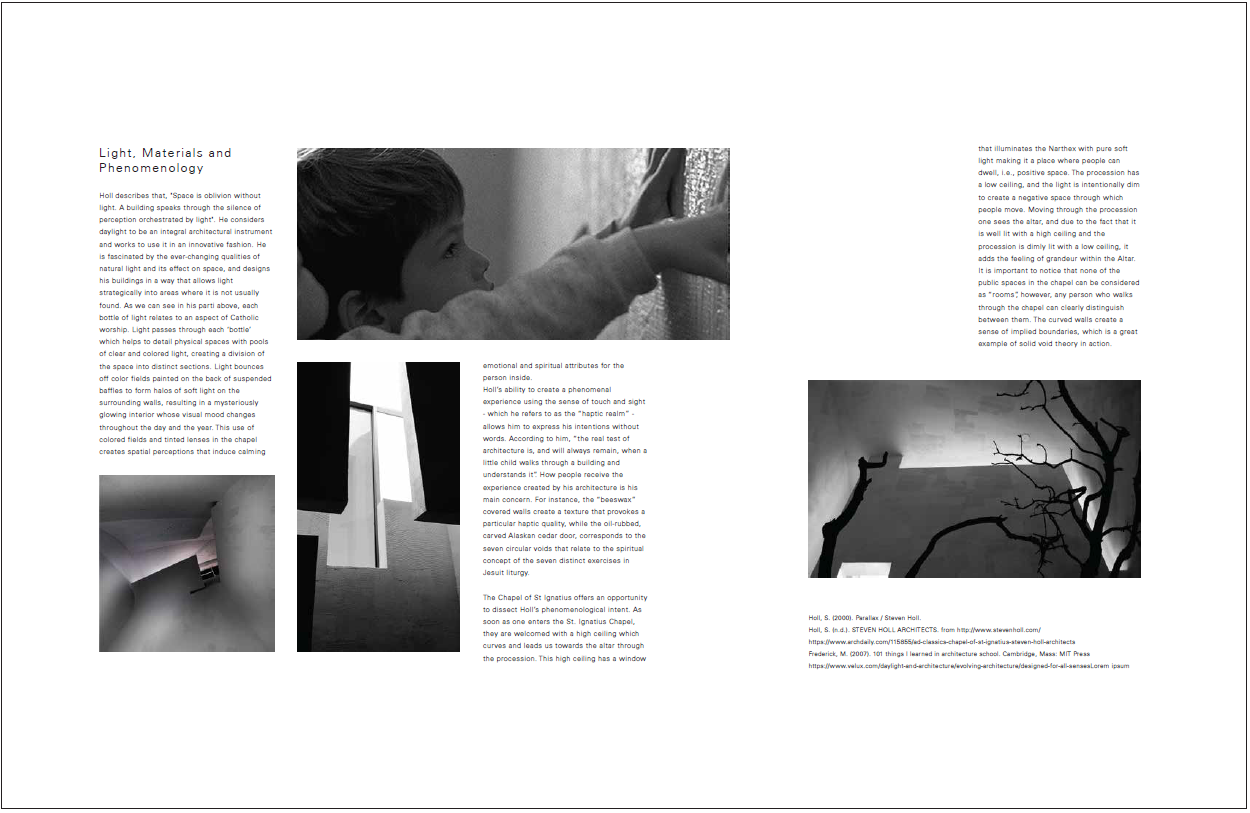 Light, Materials and
Phenomenology
Holl describes that, "Space is oblivion without
light. A building speaks through the silence of
perception orchestrated by light". He considers
daylight to be an integral architectural instrument
and works to use it in an innovative fashion. He
is fascinated by the ever-changing qualities of
natural light and its effect on space, and designs
his buildings in a way that allows light
strategically into areas where it is not usually
found. As we can see in his parti above, each
bottle of light relates to an aspect of Catholic
worship. Light passes through each 'bottle'
which helps to detail physical spaces with pools
of clear and colored light, creating a division of
the space into distinct sections. Light bounces
off color fields painted on the back of suspended
baffles to form halos of soft light on the
surrounding walls, resulting in a mysteriously
glowing interior whose visual mood changes
throughout the day and the year. This use of
colored fields and tinted lenses in the chapel
creates spatial perceptions that induce calming
emotional and spiritual attributes for the
person inside.
Holl's ability to create a phenomenal
experience using the sense of touch and sight
- which he refers to as the "haptic realm" -
allows him to express his intentions without
words. According to him, "the real test of
architecture is, and will always remain, when a
little child walks through a building and
understands it". How people receive the
experience created by his architecture is his
main concern. For instance, the "beeswax"
covered walls create a texture that provokes a
particular haptic quality, while the oil-rubbed,
carved Alaskan cedar door, corresponds to the
seven circular voids that relate to the spiritual
concept of the seven distinct exercises in
Jesuit liturgy.
The Chapel of St Ignatius offers an opportunity
to dissect Holl's phenomenological intent. As
soon as one enters the St. Ignatius Chapel,
they are welcomed with a high ceiling which
curves and leads us towards the altar through
the procession. This high ceiling has a window
that illuminates the Narthex with pure soft
light making it a place where people can
dwell, i.e., positive space. The procession has
a low ceiling, and the light is intentionally dim
to create a negative space through which
people move. Moving through the procession
one sees the altar, and due to the fact that it
is well lit with a high ceiling and the
procession is dimly lit with a low ceiling, it
adds the feeling of grandeur within the Altar.
It is important to notice that none of the
public spaces in the chapel can be considered
as "rooms", however, any person who walks
through the chapel can clearly distinguish
between them. The curved walls create a
sense of implied boundaries, which is a great
example of solid void theory in action.
Holl, S. (2000). Parallax / Steven Holl.
Holl, S. (n.d.). STEVEN HOLL ARCHITECTS. from http://www.stevenholl.com/
https://www.archdaily.com/115855/ad-classics-chapel-of-st-ignatius-steven-holl-architects
Frederick, M. (2007). 101 things I learned in architecture school. Cambridge, Mass: MIT Press
https://www.velux.com/daylight-and-architecture/evolving-architecture/designed-for-all-sensesLorem ipsum